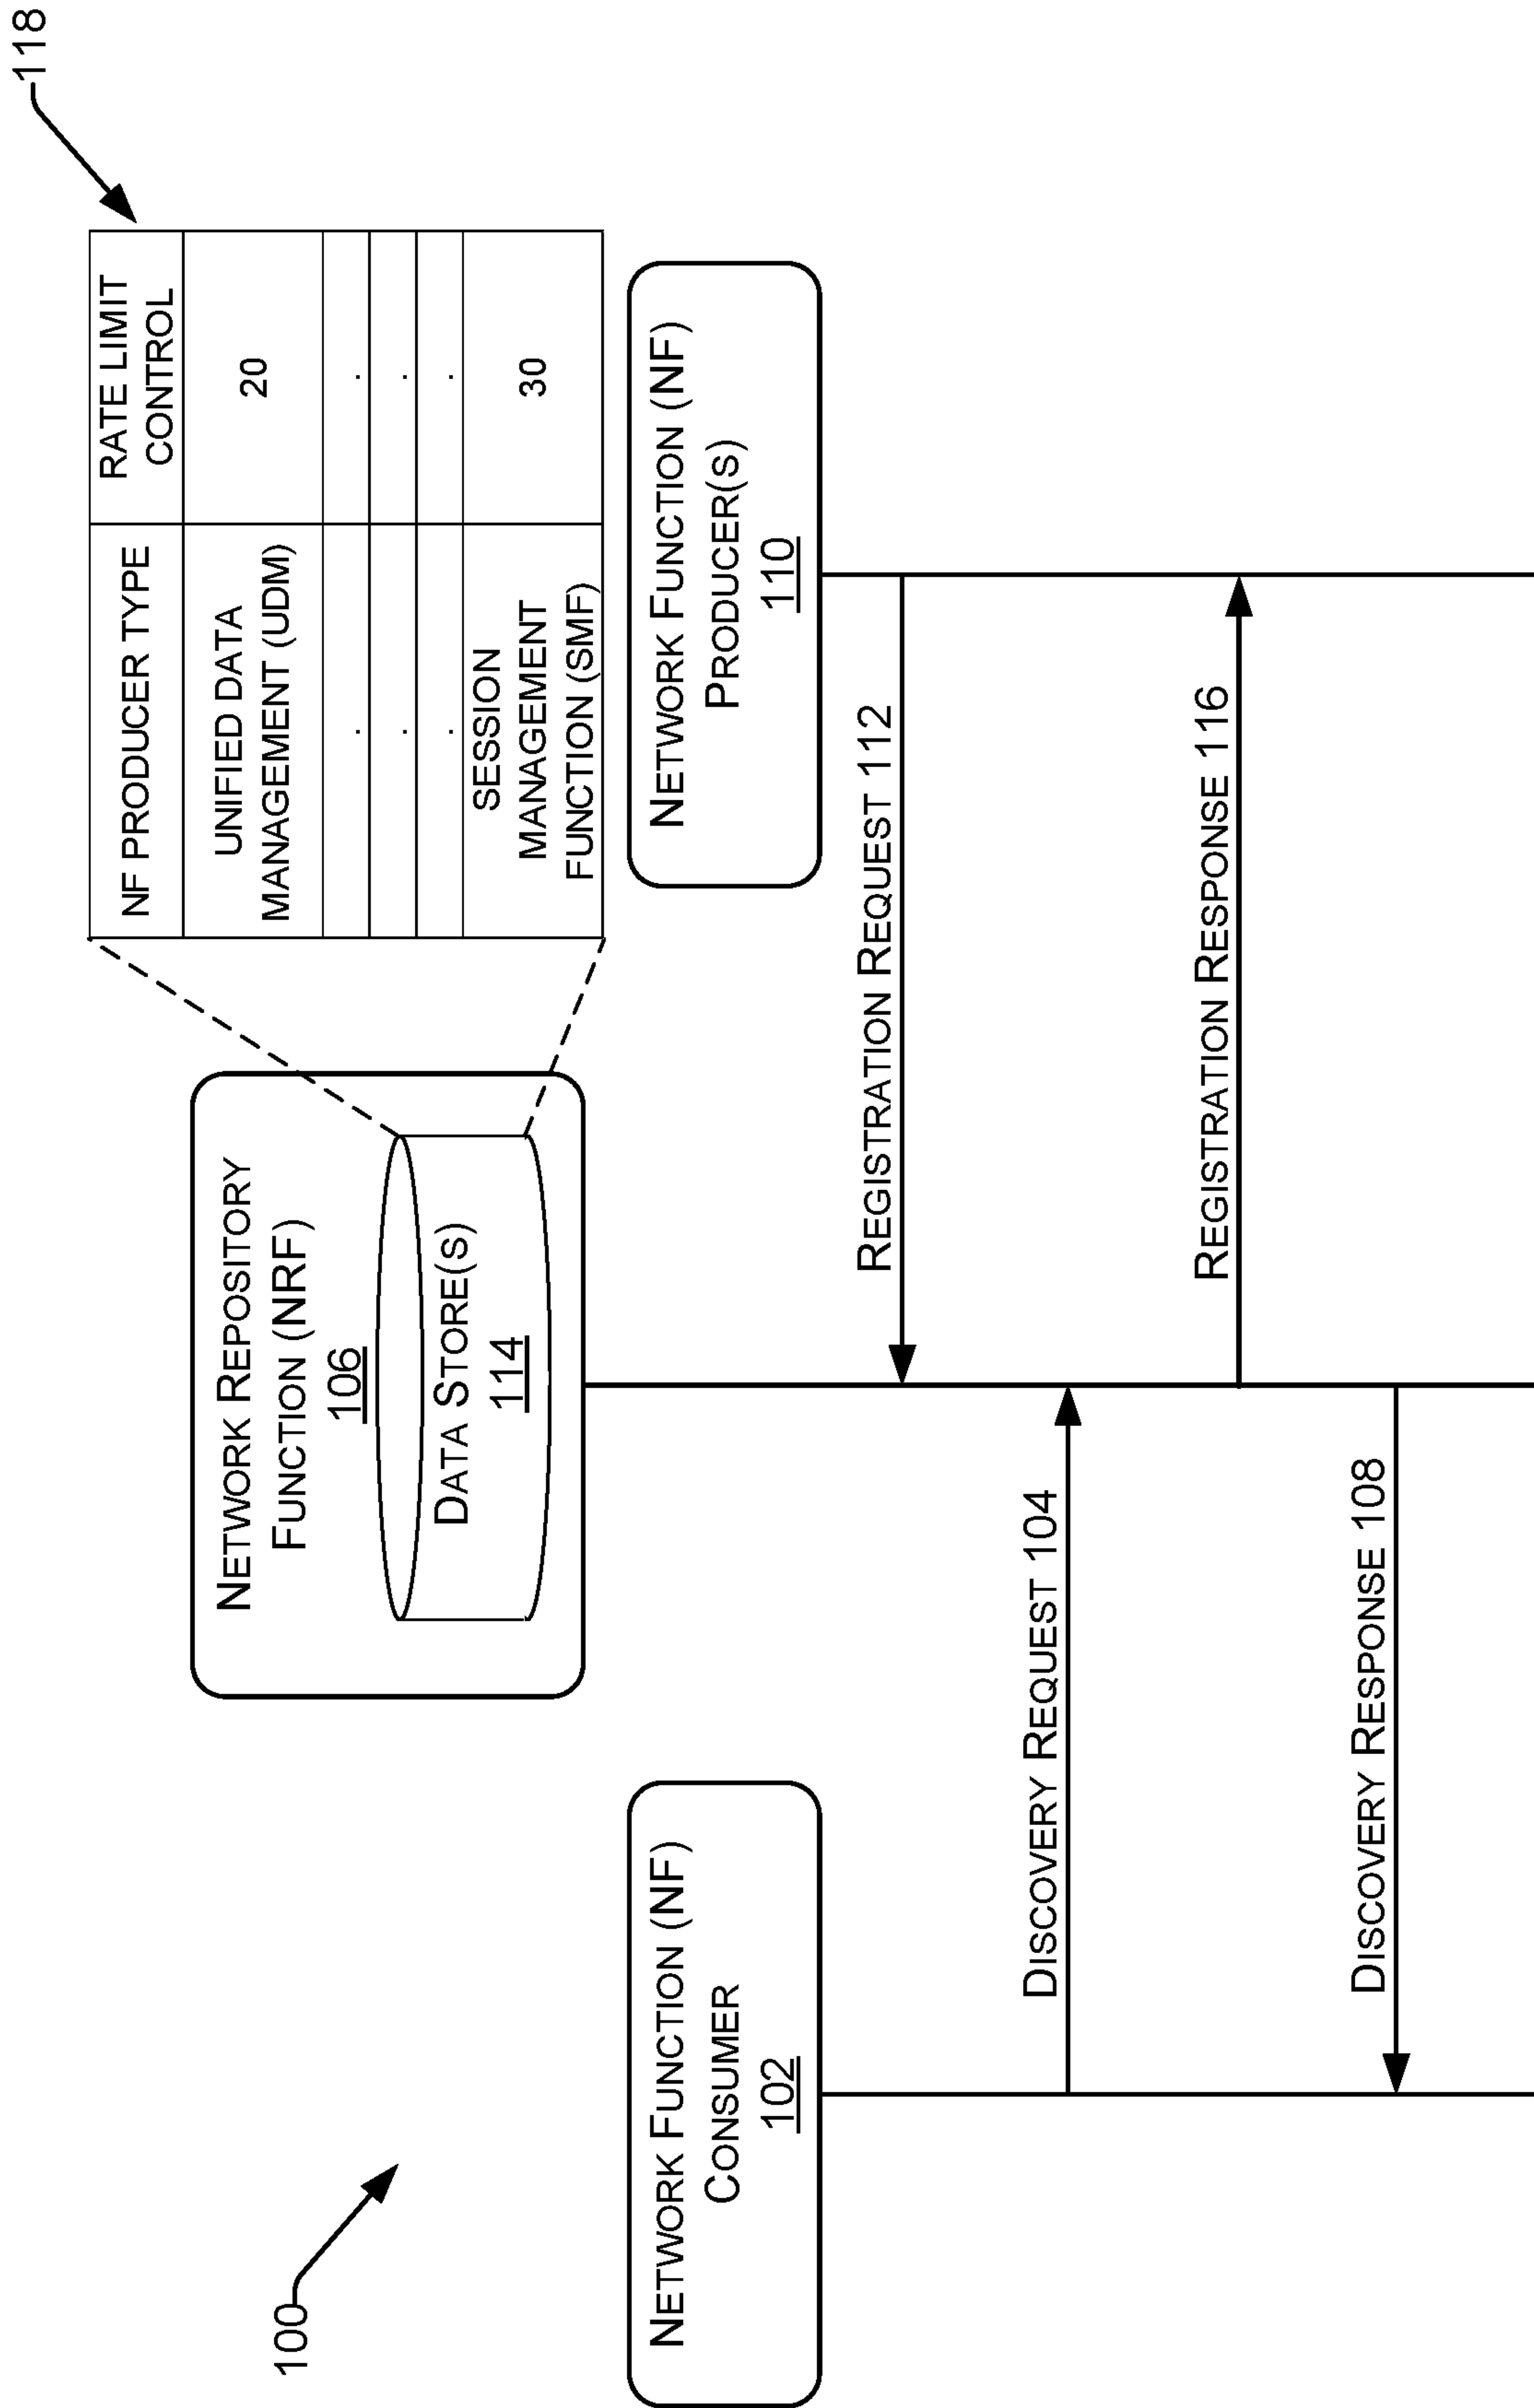 100
118
NETWORK REPOSITORY
FUNCTION (NRF)
106
DATA STORE(S)
114
NF PRODUCER TYPE
RATE LIMIT
CONTROL
UNIFIED DATA
MANAGEMENT (UDM)
20
. .
. .
. .
SESSION
MANAGEMENT
FUNCTION (SMF)
30
NETWORK FUNCTION (NF)
CONSUMER
102
NETWORK FUNCTION (NF)
PRODUCER(S)
110
REGISTRATION REQUEST 112
DISCOVERY REQUEST 104
REGISTRATION RESPONSE 116
DISCOVERY RESPONSE 108